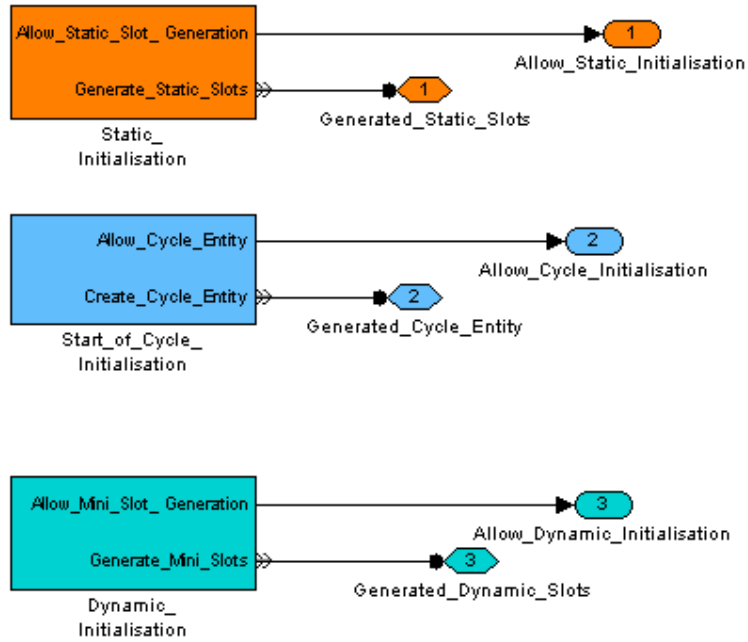 Allow_Static_Slot_ Generation
1
Allow_Static_Initialisation
Generate_Static_Slots
1
Generated_Static_Slots
Static_
Initialisation
Allow_Cycle_Entity
2
Allow_Cycle_Initialisation
Create_Cycle_Entity
2
Generated_Cycle_Entity
Start_of_Cycle_
Initialisation
Allow_Mini_Slot_ Generation
3
Allow_Dynamic_Initialisation
Generate_Mini_Slots
3
Generated_Dynamic_Slots
Dynamic_
Initialisation